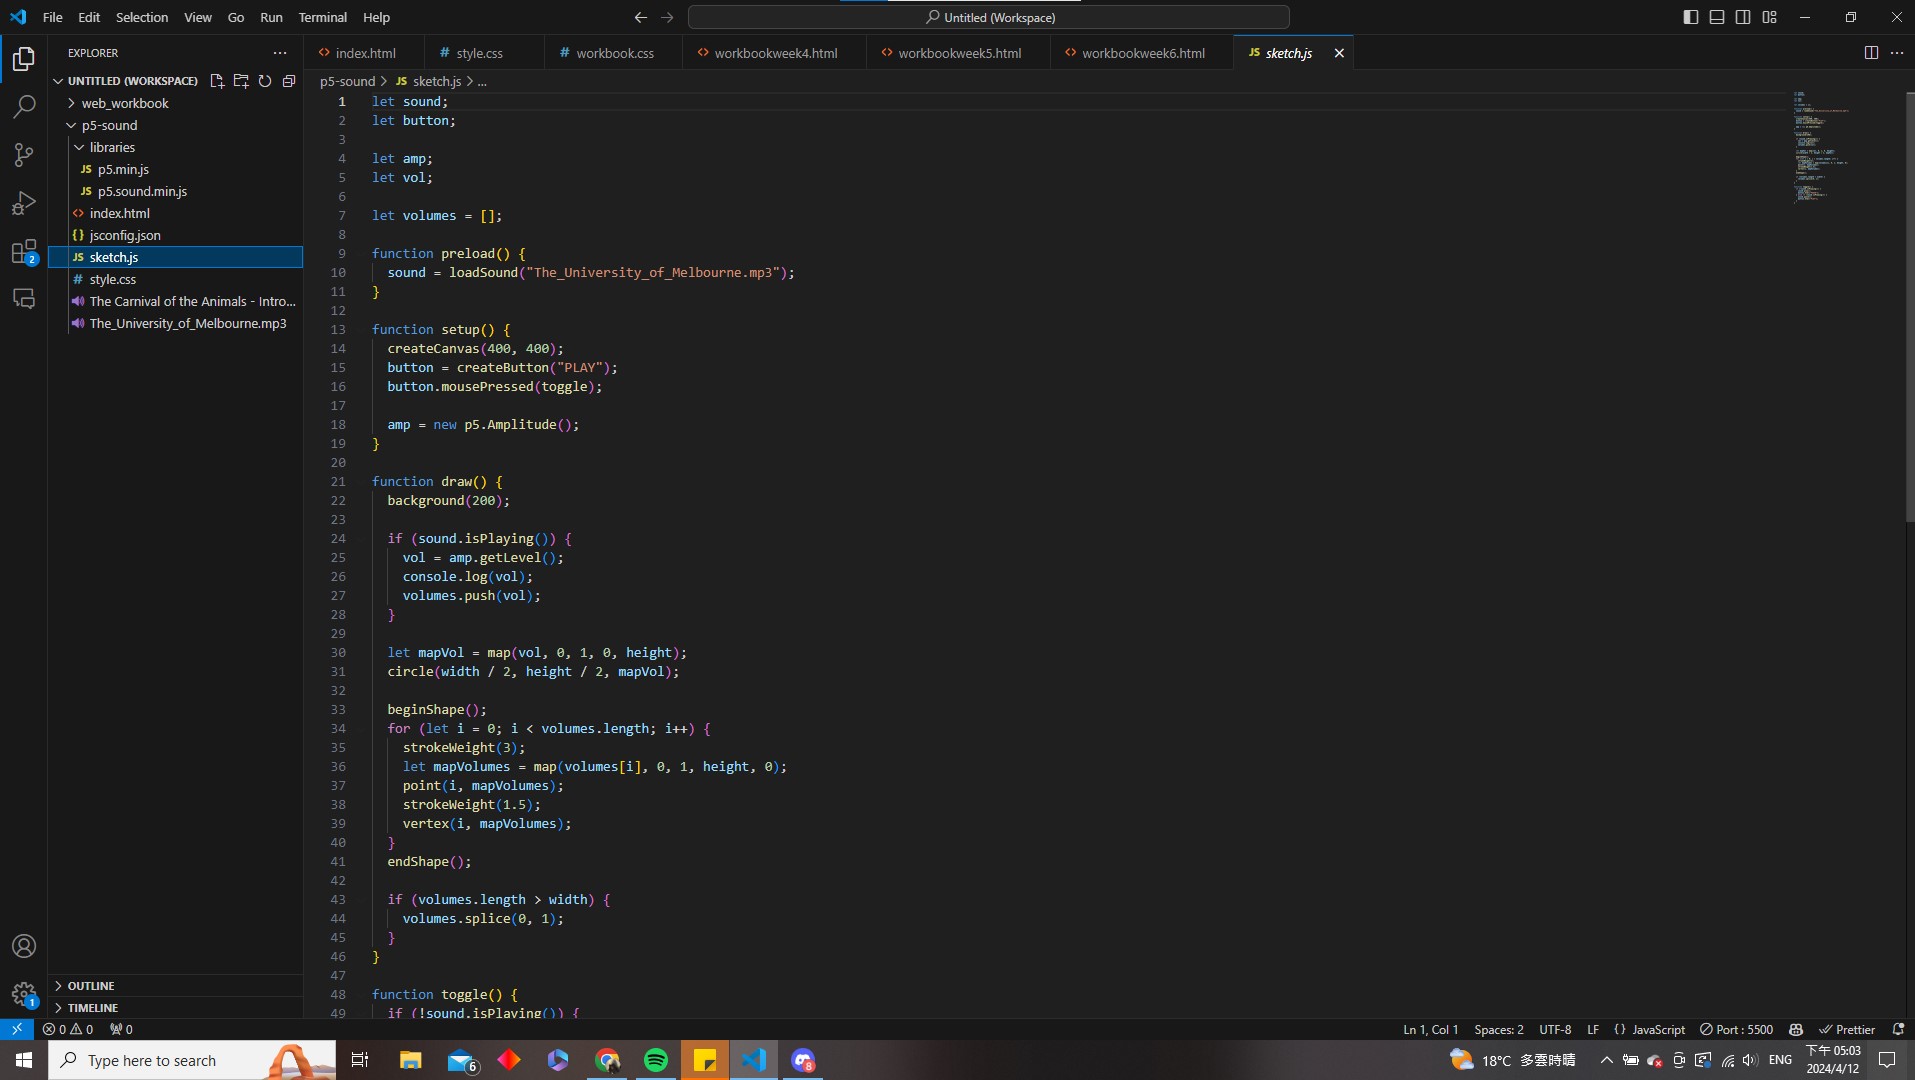 File Edit Selection View Go Run Terminal Help
Untitled (Workspace)
EXPLORER
UNTITLED (WORKSPACE)
web_workbook
p5-sound
libraries
JS p5.min.js
JS p5.sound.min.js
<> index.html
{} jsconfig.json
JS sketch.js
# style.css
The Carnival of the Animals - Intro...
The_University_of_Melbourne.mp3
OUTLINE
TIMELINE
<> index.html # style.css # workbook.css <> workbookweek4.html <> workbookweek5.html <> workbookweek6.html JS sketch.js
p5-sound > JS sketch.js > ...
1 let sound;
2 let button;
3
4 let amp;
5 let vol;
6
7 let volumes = [];
8
9 function preload() {
10 sound = loadSound("The_University_of_Melbourne.mp3");
11 }
12
13 function setup() {
14 createCanvas(400, 400);
15 button = createButton("PLAY");
16 button.mousePressed(toggle);
17
18 amp = new p5.Amplitude();
19 }
20
21 function draw() {
22 background(200);
23
24 if (sound.isPlaying()) {
25 vol = amp.getLevel();
26 console.log(vol);
27 volumes.push(vol);
28 }
29
30 let mapVol = map(vol, 0, 1, 0, height);
31 circle(width / 2, height / 2, mapVol);
32
33 beginShape();
34 for (let i = 0; i < volumes.length; i++) {
35 strokeWeight(3);
36 let mapVolumes = map(volumes[i], 0, 1, height, 0);
37 point(i, mapVolumes);
38 strokeWeight(1.5);
39 vertex(i, mapVolumes);
40 }
41 endShape();
42
43 if (volumes.length > width) {
44 volumes.splice(0, 1);
45 }
46 }
47
48 function toggle() {
49 if (!sound.isPlaying()) {
2
1
0 0 0
Ln 1, Col 1 Spaces: 2 UTF-8 LF {} JavaScript Port : 5500 Prettier
Type here to search
6
8
18°C 多雲時晴
ENG
下午 05:03
2024/4/12